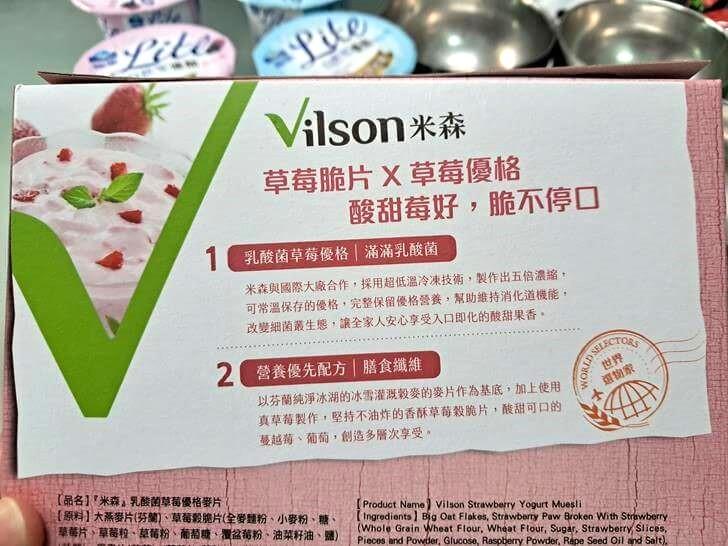 Lite
Lite
Vilson 米森
草莓脆片 X 草莓優格
酸甜莓好，脆不停口
1 乳酸菌草莓優格｜滿滿乳酸菌
米森與國際大廠合作，採用超低溫冷凍技術，製作出五倍濃縮，
可常溫保存的優格，完整保留優格營養，幫助維持消化道機能，
改變細菌叢生態，讓全家人安心享受入口即化的酸甜果香。
2 營養優先配方｜膳食纖維
以芬蘭純淨冰湖的冰雪灌溉穀麥的麥片作為基底，加上使用
真草莓製作，堅持不油炸的香酥草莓穀脆片，酸甜可口的
蔓越莓、葡萄，創造多層次享受。
WORLD SELECTORS
世界
選物家
【品名】『米森』乳酸菌草莓優格麥片
【原料】大燕麥片(芬蘭)、草莓穀脆片(全麥麵粉、小麥粉、糖、
草莓片、草莓粒、草莓粉、葡萄糖、覆盆莓粉、油菜籽油、鹽)
【Product Name】Vilson Strawberry Yogurt Muesli
【Ingredients】Big Oat Flakes, Strawberry Paw Broken With Strawberry
(Whole Grain Wheat Flour, Wheat Flour, Sugar, Strawberry Slices,
Pieces and Powder, Glucose, Raspberry Powder, Rape Seed Oil and Salt),